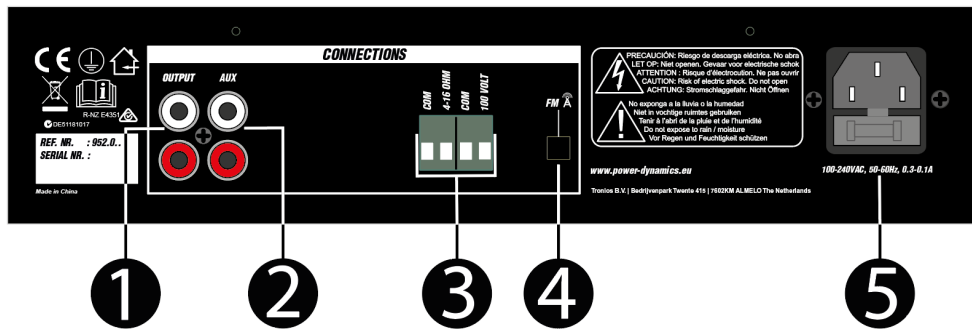 CE
R-NZ E4351
DE51181017
REF. NR. : 952.0..
SERIAL NR. :
Made in China
CONNECTIONS
OUTPUT
AUX
COM
4-16 OHM
COM
100 VOLT
FM
PRECAUCIÓN: Riesgo de descarga eléctrica. No abra
LET OP: Niet openen. Gevaar voor electrische schok
ATTENTION : Risque d'électrocution. Ne pas ouvrir
CAUTION: Risk of electric shock. Do not open
ACHTUNG: Stromschlaggefahr. Nicht Öffnen
No exponga a la lluvia o la humedad
Niet in vochtige ruimtes gebruiken
Tenir à l'abri de la pluie et de l'humidité
Do not expose to rain / moisture
Vor Regen und Feuchtigkeit schützen
www.power-dynamics.eu
Tronios B.V. | Bedrijvenpark Twente 415 | 7602KM ALMELO The Netherlands
100-240VAC, 50-60Hz, 0.3-0.1A
1
2
3
4
5